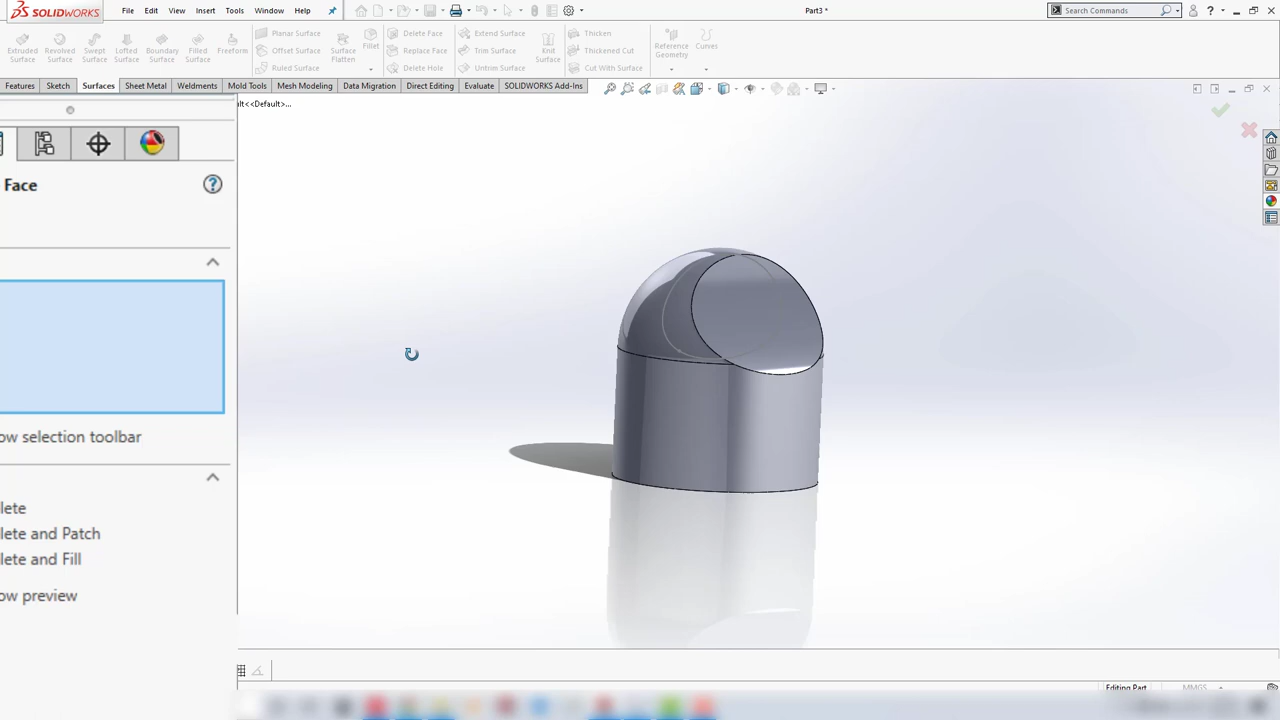 SOLIDWORKS File Edit View Insert Tools Window Help Part3 * Search Commands
Extruded Surface Revolved Surface Swept Surface Lofted Surface Boundary Surface Filled Surface Freeform Planar Surface Offset Surface Ruled Surface Surface Flatten Fillet Delete Face Replace Face Delete Hole Extend Surface Trim Surface Untrim Surface Knit Surface Thicken Thickened Cut Cut With Surface Reference Geometry Curves
Features Sketch Surfaces Sheet Metal Weldments Mold Tools Mesh Modeling Data Migration Direct Editing Evaluate SOLIDWORKS Add-Ins
ult<<Default>...
Face
ow selection toolbar
lete
lete and Patch
lete and Fill
ow preview
Editing Part MMGS